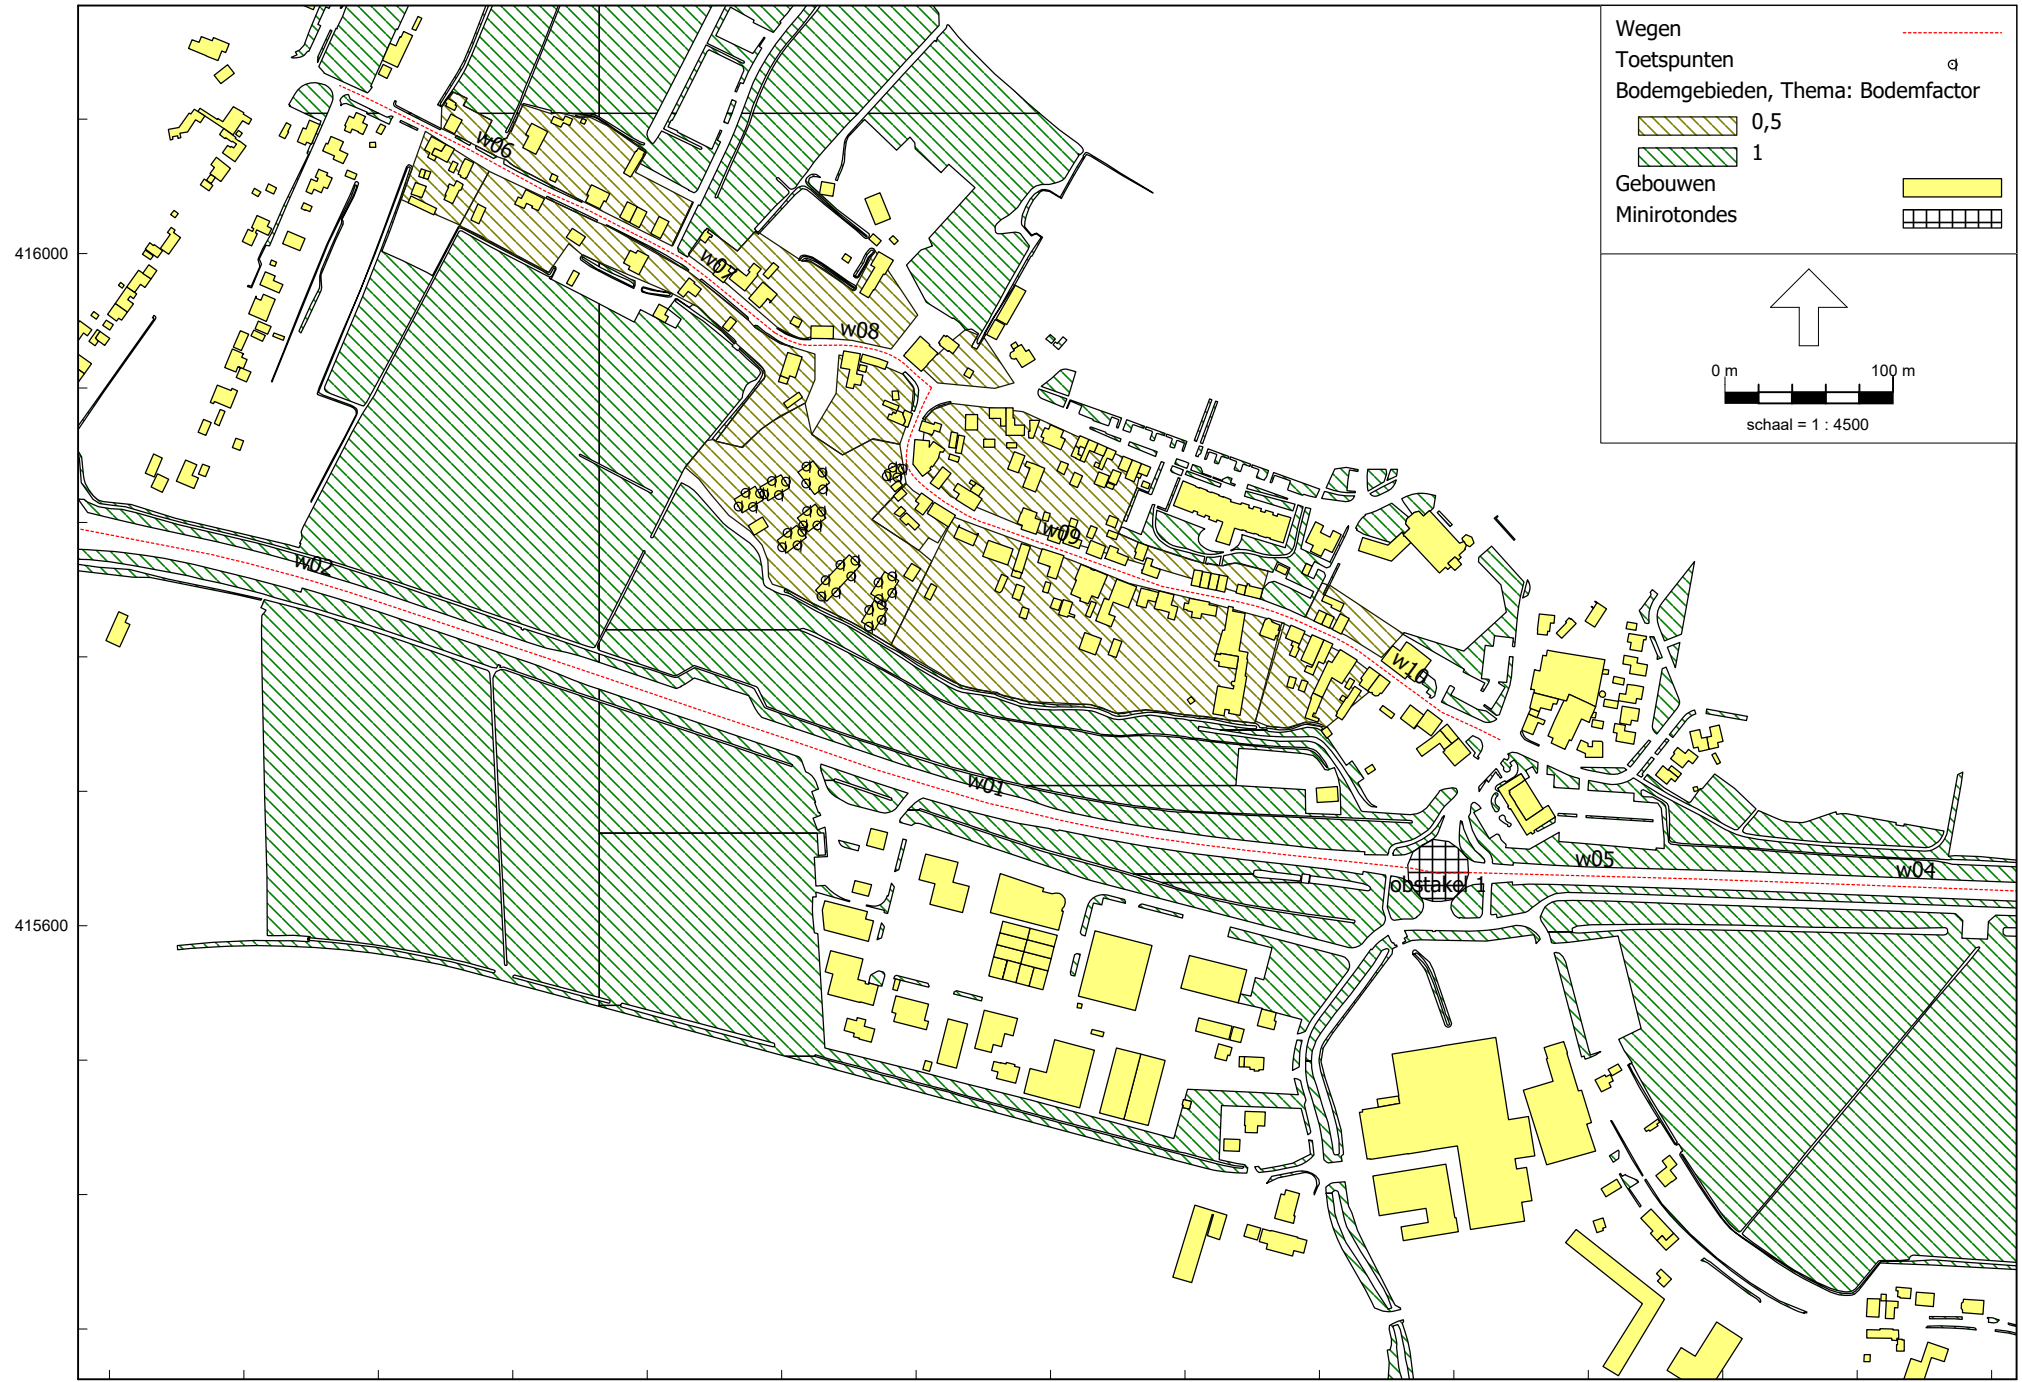 Wegen
Toetspunten
Bodemgebieden, Thema: Bodemfactor
0,5
1
Gebouwen
Minirotondes
0 m 100 m
schaal = 1 : 4500
416000
415600
w06
w07
w08
w09
w02
w10
w01
w05
w04
obstakel 1